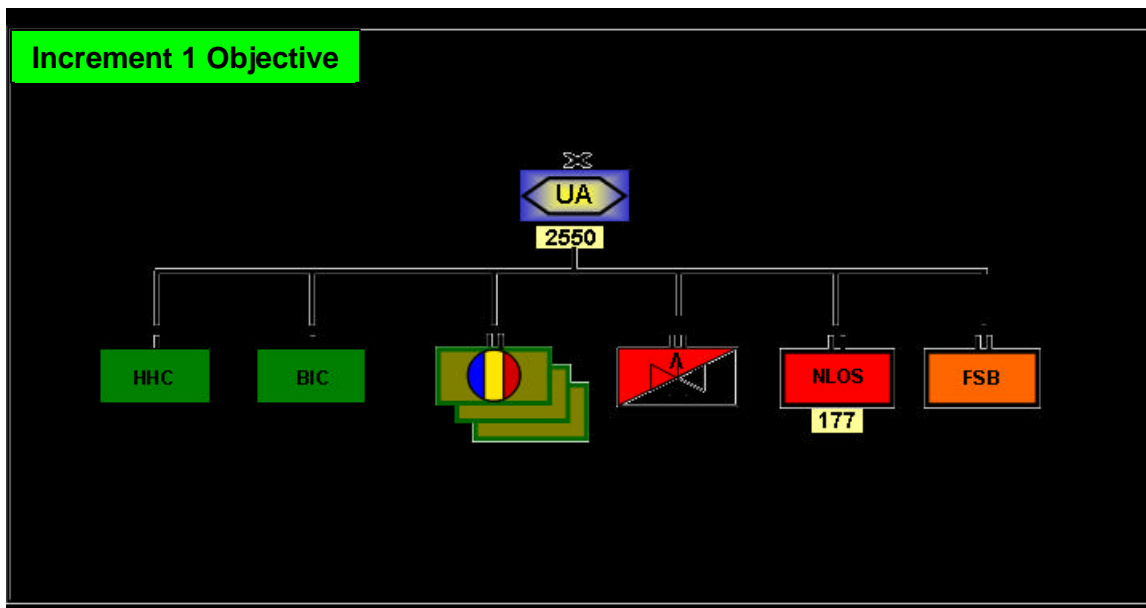 Increment 1 Objective
UA
2550
HHC
BIC
A
NLOS
FSB
177